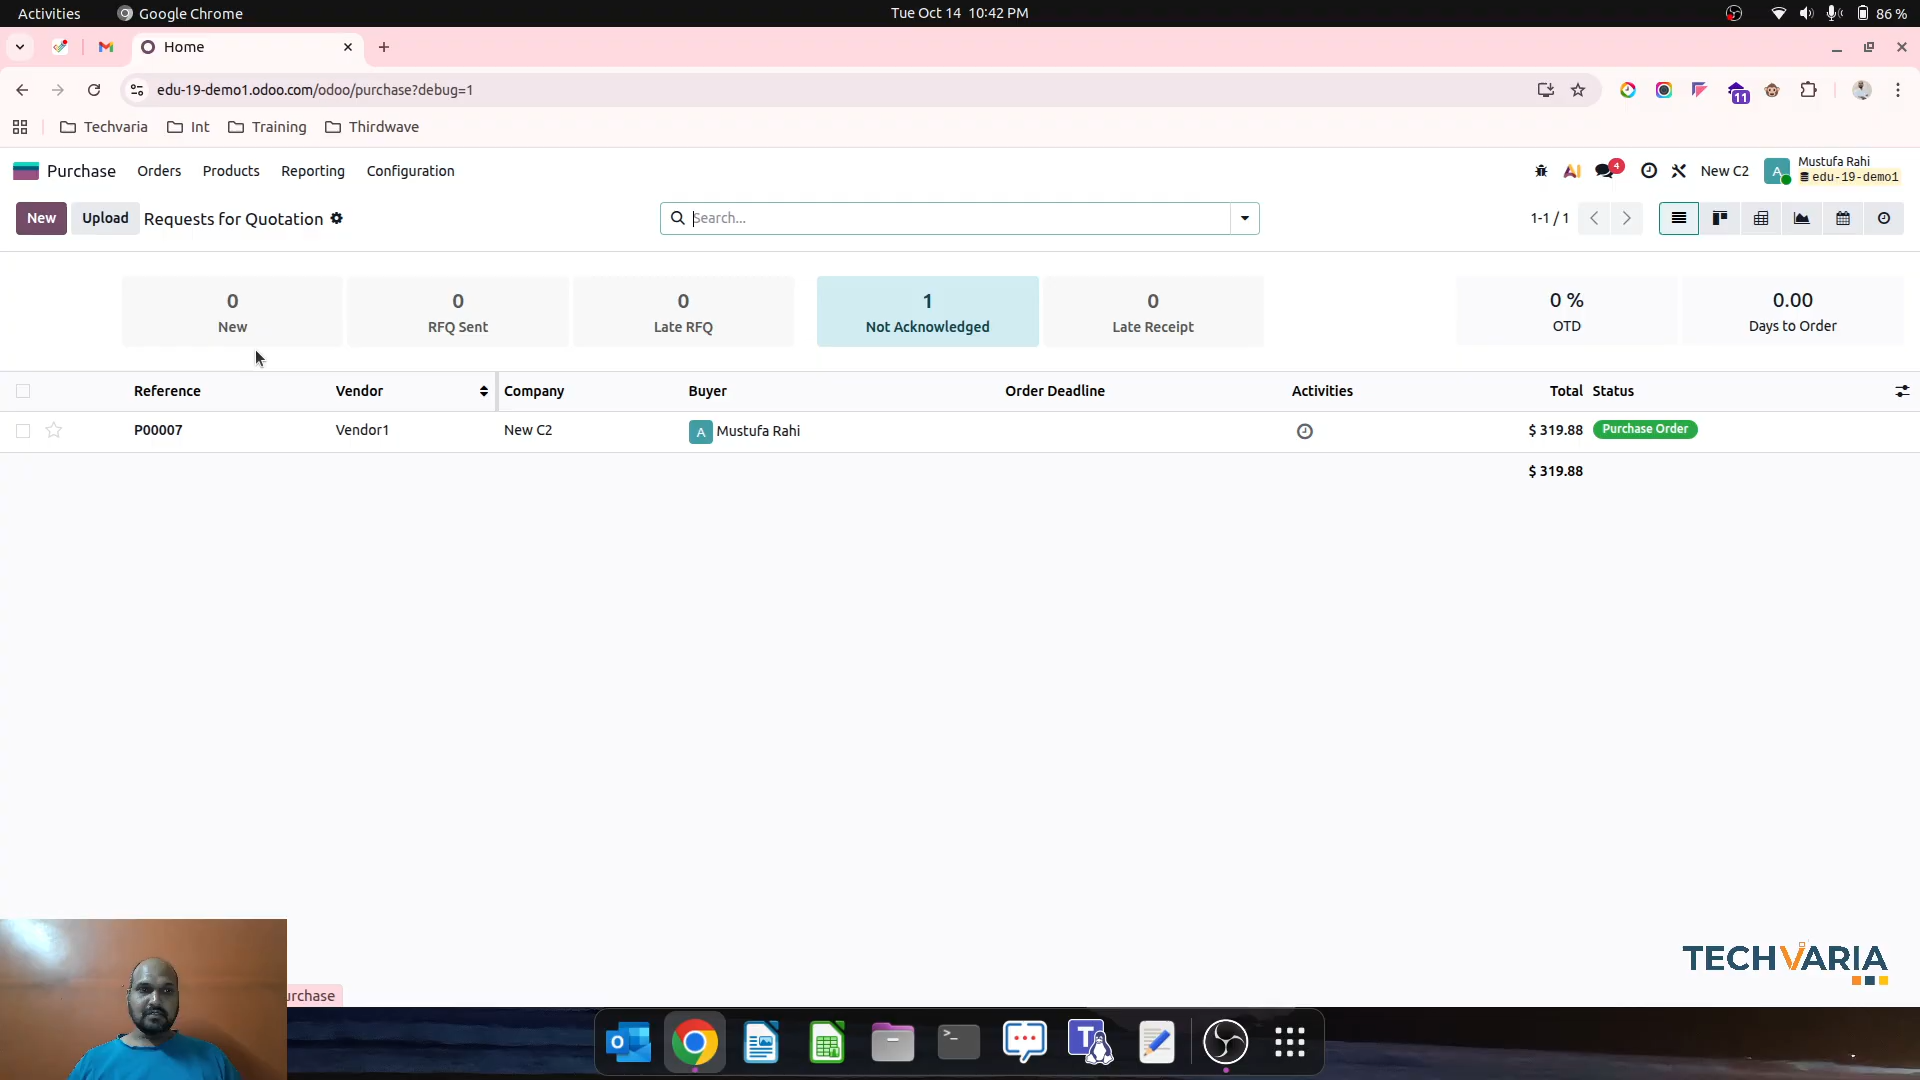 Activities Google Chrome Tue Oct 14 10:42 PM 86 %
Home
edu-19-demo1.odoo.com/odoo/purchase?debug=1 11
Techvaria Int Training Thirdwave
Purchase Orders Products Reporting Configuration AI 4 New C2 A Mustufa Rahi
edu-19-demo1
New Upload Requests for Quotation Search... 1-1 / 1
0 0 0 1 0 0 % 0.00
New RFQ Sent Late RFQ Not Acknowledged Late Receipt OTD Days to Order
Reference Vendor Company Buyer Order Deadline Activities Total Status
P00007 Vendor1 New C2 A Mustufa Rahi $ 319.88 Purchase Order
$ 319.88
TECHVARIA
urchase